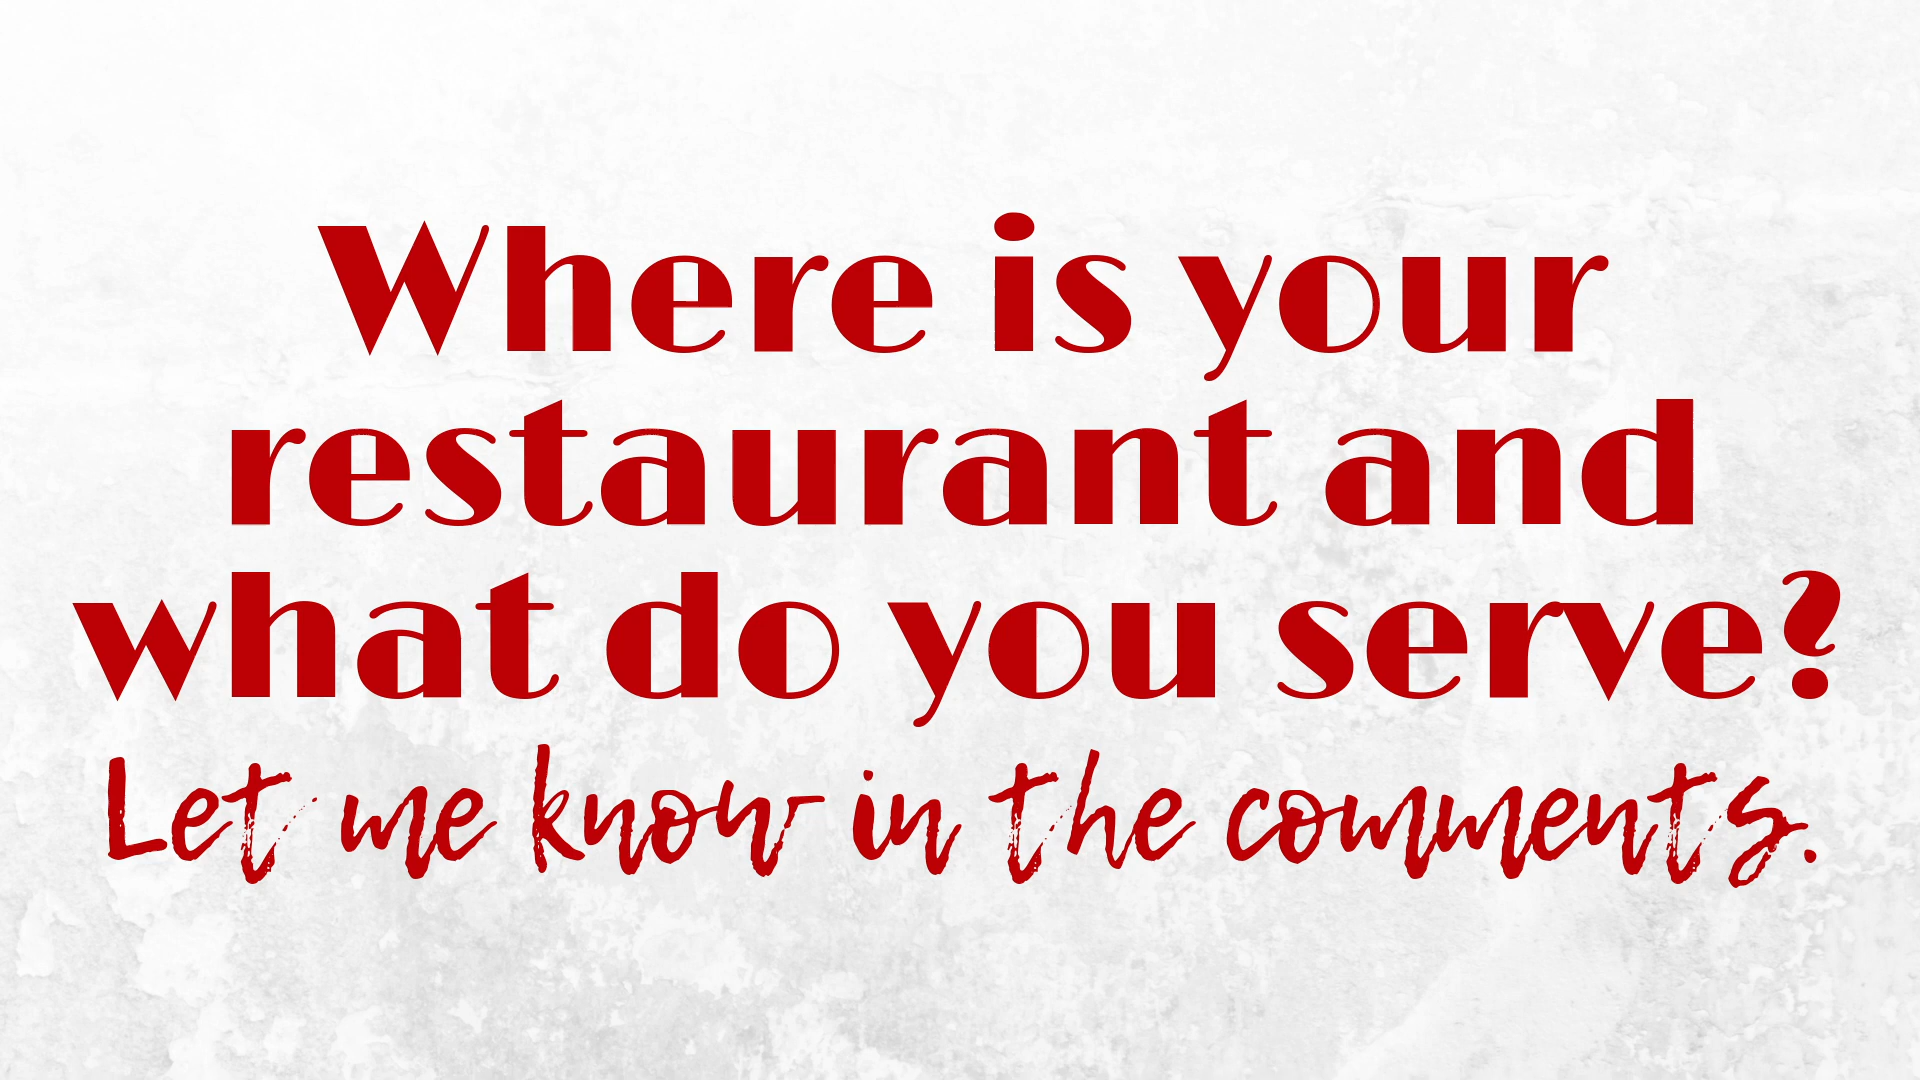 Where is your
restaurant and
what do you serve?
Let me know in the comments.